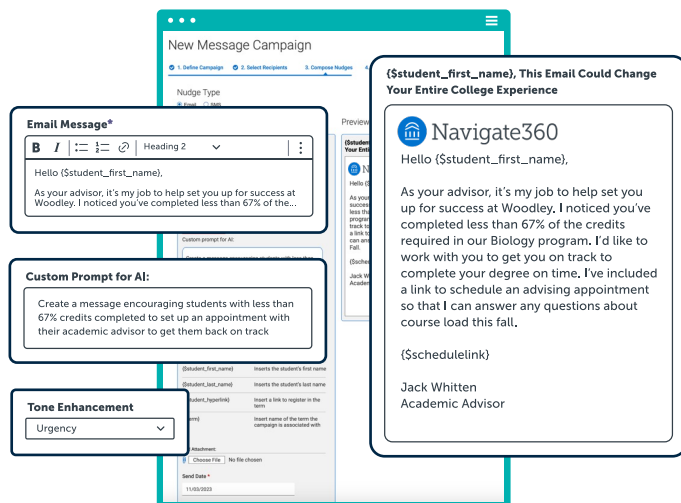 New Message Campaign
1. Define Campaign
2. Select Recipients
3. Compose Nudges
4.
Nudge Type
Email
SMS
Email Message*
B I Heading 2
Hello {$student_first_name},
As your advisor, it's my job to help set you up for success at
Woodley. I noticed you've completed less than 67% of the...
Custom prompt for AI:
Custom Prompt for AI:
Create a message encouraging students with less than
67% credits completed to set up an appointment with
their academic advisor to get them back on track
{$student_first_name} Inserts the student's first name
{$student_last_name} Inserts the student's last name
Insert a link to register in the
term
Insert name of the term the
campaign is associated with
Tone Enhancement
Urgency
Attachment:
Choose File No file chosen
Send Date *
11/03/2023
Preview
{$student_first_name}, This Email Could Change
Your Entire College Experience
Navigate360
Hello {$student_first_name},
As your advisor, it's my job to help set you
up for success at Woodley. I noticed you've
completed less than 67% of the credits
required in our Biology program. I'd like to
work with you to get you on track to
complete your degree on time. I've included
a link to schedule an advising appointment
so that I can answer any questions about
course load this fall.
{$schedulelink}
Jack Whitten
Academic Advisor